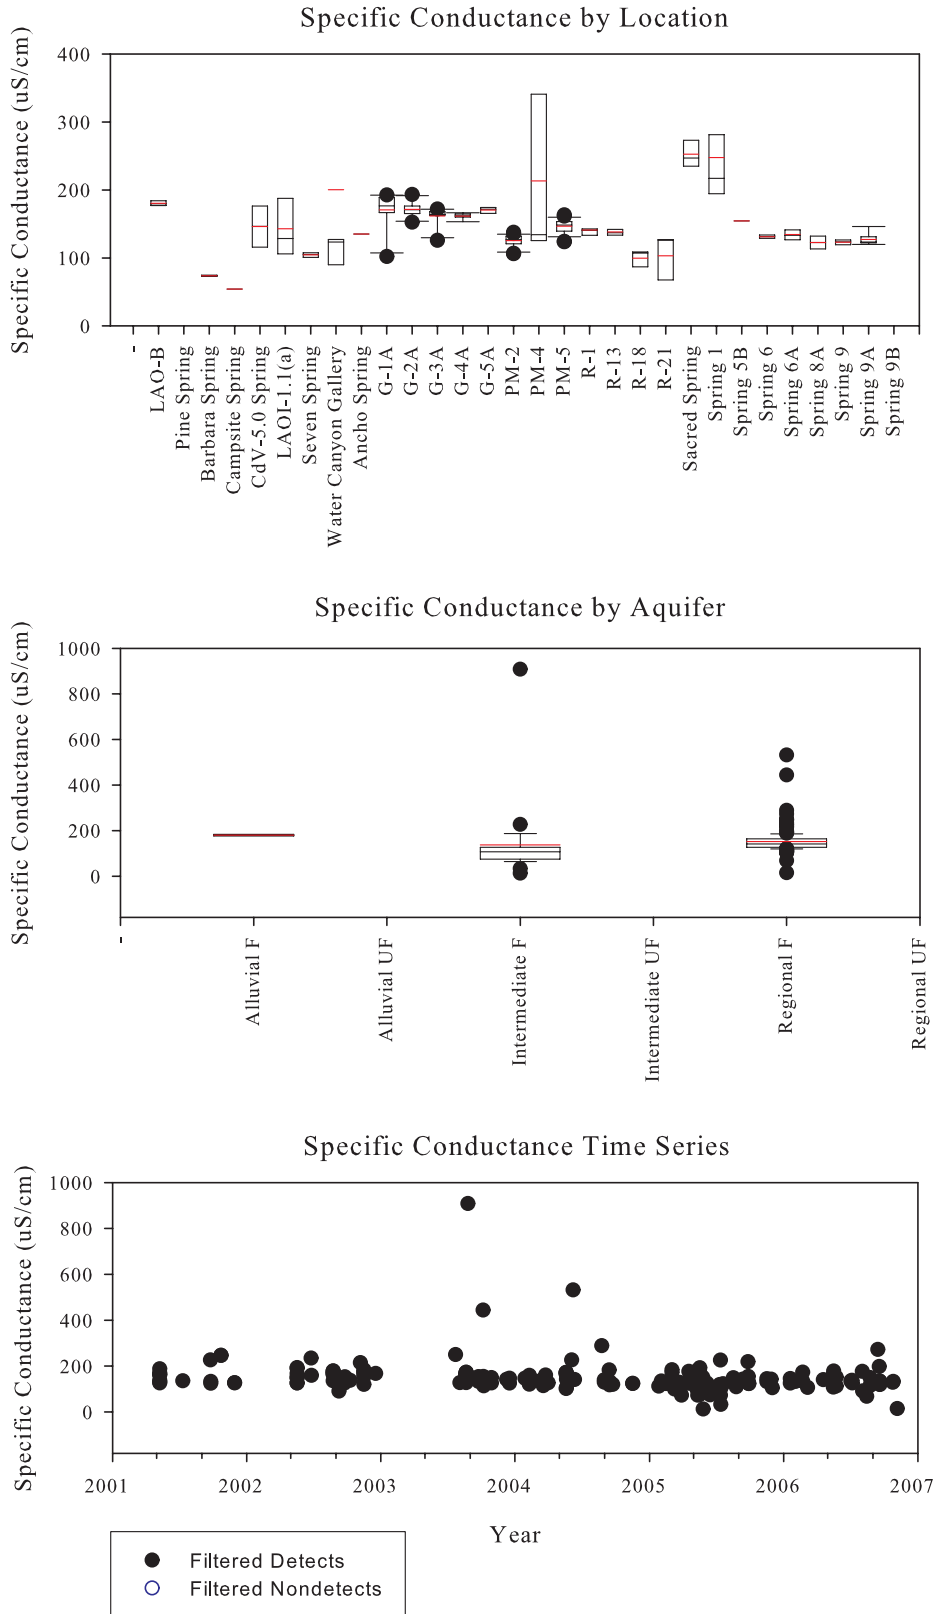 Specific Conductance by Location
Specific Conductance (uS/cm)
400
300
200
100
0
-
LAO-B
Pine Spring
Barbara Spring
Campsite Spring
CdV-5.0 Spring
LAOI-1.1(a)
Seven Spring
Water Canyon Gallery
Ancho Spring
G-1A
G-2A
G-3A
G-4A
G-5A
PM-2
PM-4
PM-5
R-1
R-13
R-18
R-21
Sacred Spring
Spring 1
Spring 5B
Spring 6
Spring 6A
Spring 8A
Spring 9
Spring 9A
Spring 9B
Specific Conductance by Aquifer
Specific Conductance (uS/cm)
1000
800
600
400
200
0
-
Alluvial F
Alluvial UF
Intermediate F
Intermediate UF
Regional F
Regional UF
Specific Conductance Time Series
Specific Conductance (uS/cm)
1000
800
600
400
200
0
2001 2002 2003 2004 2005 2006 2007
Year
Filtered Detects
Filtered Nondetects